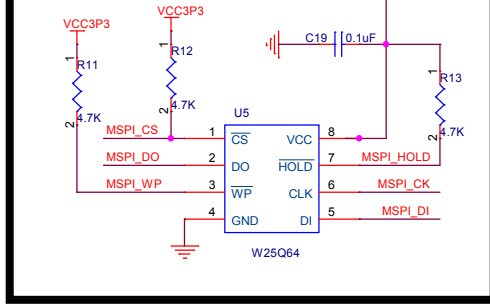 VCC3P3
VCC3P3
C19 0.1uF
1 R11
1 R12
1 R13
2 4.7K
2 4.7K
2 4.7K
U5
MSPI_CS 1 CS VCC 8
MSPI_DO 2 DO HOLD 7 MSPI_HOLD
MSPI_WP 3 WP CLK 6 MSPI_CK
4 GND DI 5 MSPI_DI
W25Q64